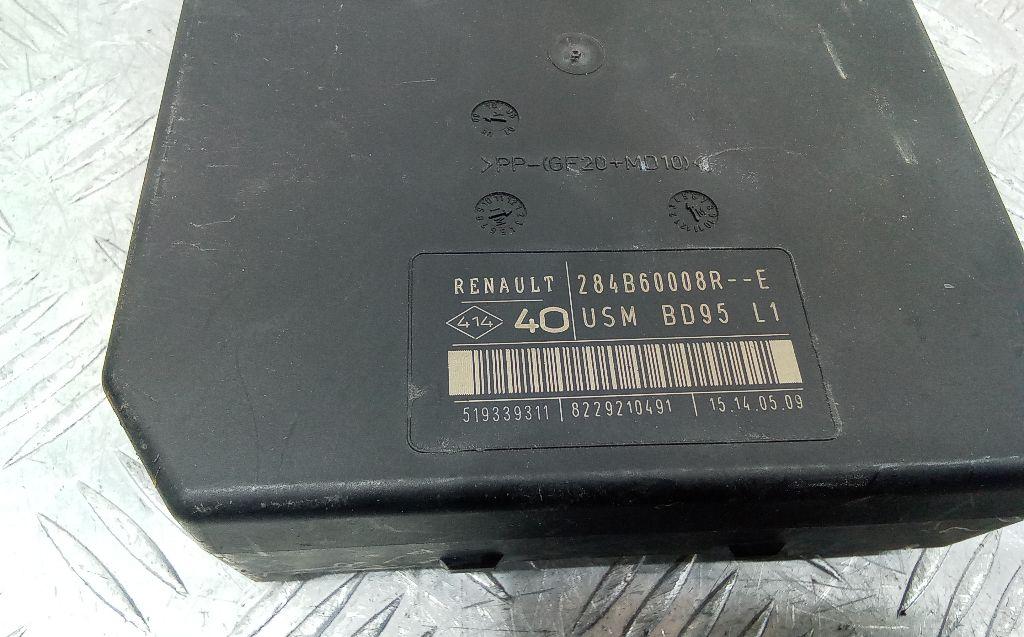 >PP-(GF20+MD10)<
RENAULT 284B60008R--E
414 40 USM BD95 L1
519339311 8229210491 15.14.05.09